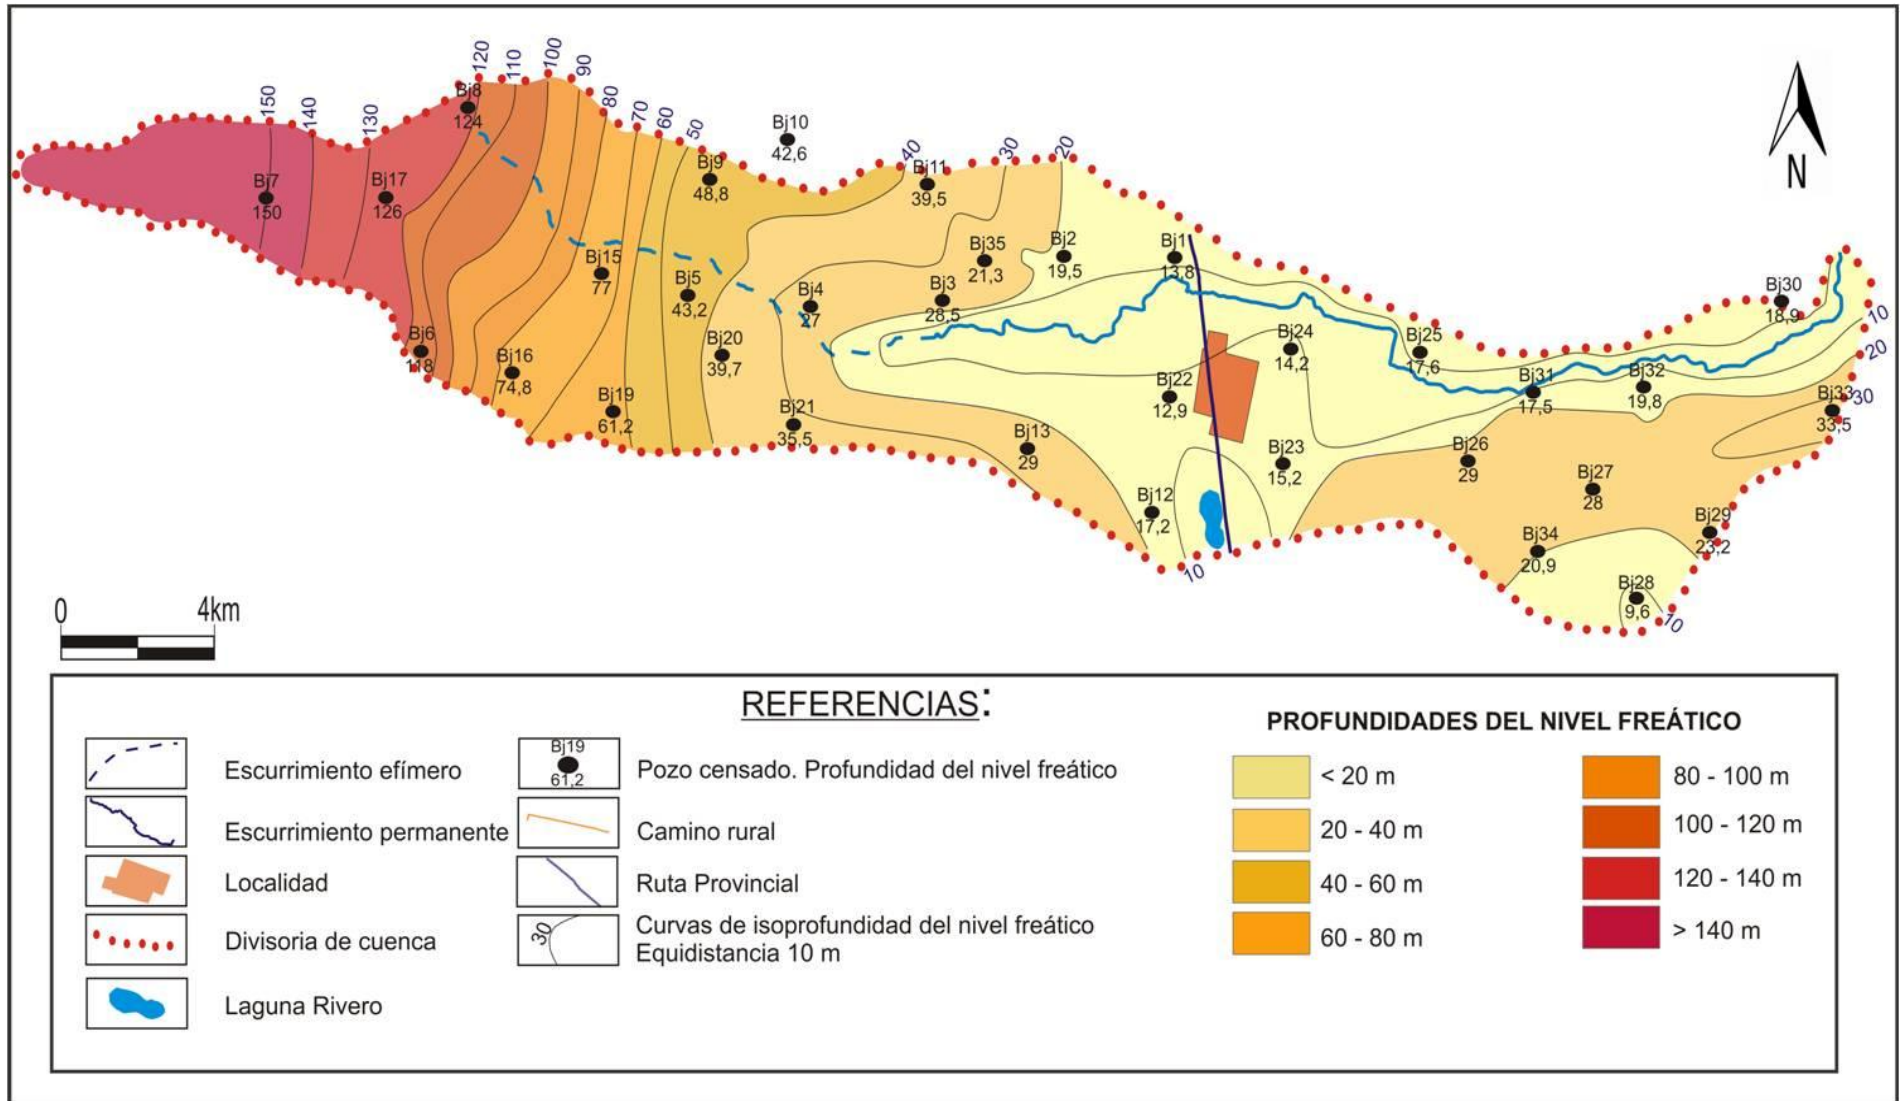 120
110
100
90
80
70
60
50
150
140
130
40
30
20
Bj8
124
Bj10
42,6
Bj9
48,8
Bj11
39,5
Bj7
150
Bj17
126
N
Bj35
21,3
Bj2
19,5
Bj1
13,8
Bj15
77
Bj5
43,2
Bj4
27
Bj3
28,5
Bj30
18,9
10
20
30
Bj6
118
Bj16
74,8
Bj20
39,7
Bj24
14,2
Bj25
17,6
Bj22
12,9
Bj31
17,5
Bj32
19,8
Bj33
33,5
Bj19
61,2
Bj21
35,5
Bj13
29
Bj23
15,2
Bj26
29
Bj27
28
Bj12
17,2
10
Bj34
20,9
Bj29
23,2
Bj28
9,6
10
0 4km
REFERENCIAS:
Escurrimiento efímero
Escurrimiento permanente
Localidad
Divisoria de cuenca
Laguna Rivero
Bj19
61,2
Pozo censado. Profundidad del nivel freático
Camino rural
Ruta Provincial
30
Curvas de isoprofundidad del nivel freático
Equidistancia 10 m
PROFUNDIDADES DEL NIVEL FREÁTICO
< 20 m
20 - 40 m
40 - 60 m
60 - 80 m
80 - 100 m
100 - 120 m
120 - 140 m
> 140 m